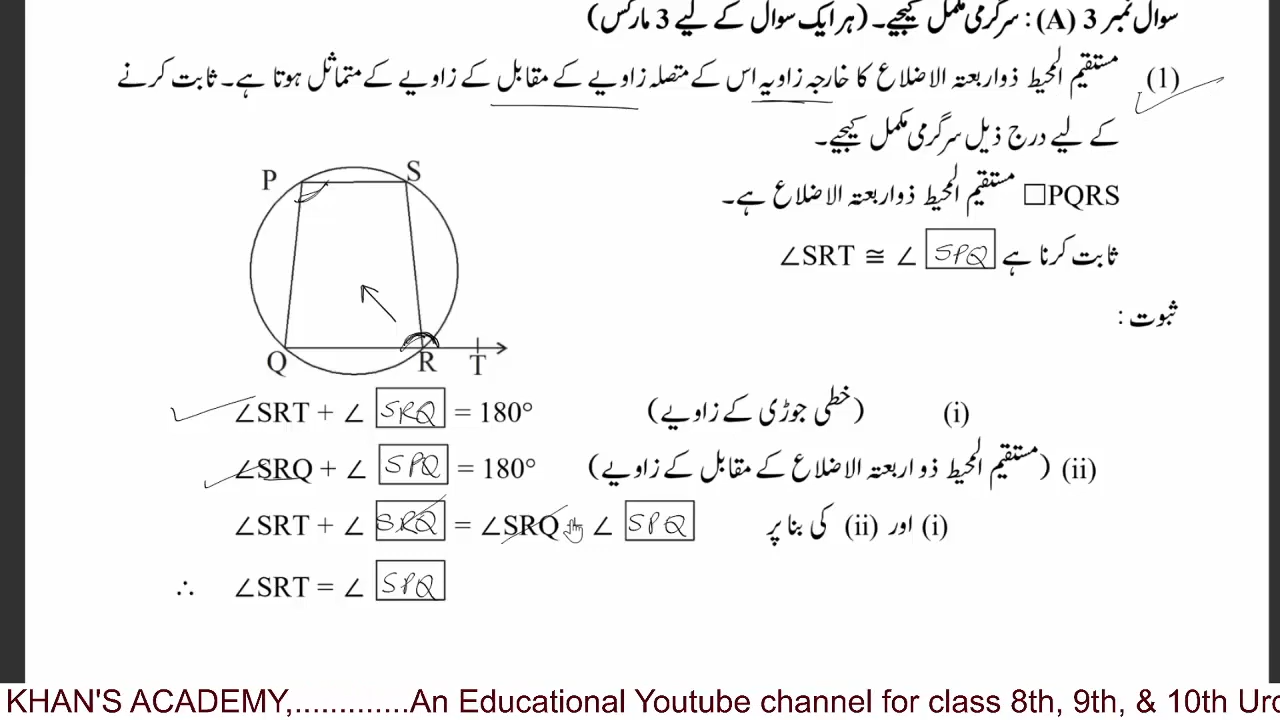 سوال نمبر 3 (A) : سرگرمی مکمل کیجیے۔ (ہر ایک سوال کے لیے 3 مارکس)
(1) مستقیم المحیط ذواربعتہ الاضلاع کا خارجہ زاویہ اس کے متصلہ زاویے کے مقابل کے زاویے کے متماثل ہوتا ہے۔ ثابت کرنے
کے لیے درج ذیل سرگرمی مکمل کیجیے۔
□PQRS مستقیم المحیط ذواربعتہ الاضلاع ہے۔
ثابت کرنا ہے ∠SRT ≅ ∠ SPQ
ثبوت :
P S
Q R T
∠SRT + ∠ SRQ = 180° (خطی جوڑی کے زاویے) (i)
∠SRQ + ∠ SPQ = 180° (مستقیم المحیط ذواربعتہ الاضلاع کے مقابل کے زاویے) (ii)
∠SRT + ∠ SRQ = ∠SRQ ∠ SPQ (i) اور (ii) کی بنا پر
∴ ∠SRT = ∠ SPQ
KHAN'S ACADEMY,.............An Educational Youtube channel for class 8th, 9th, & 10th Urd